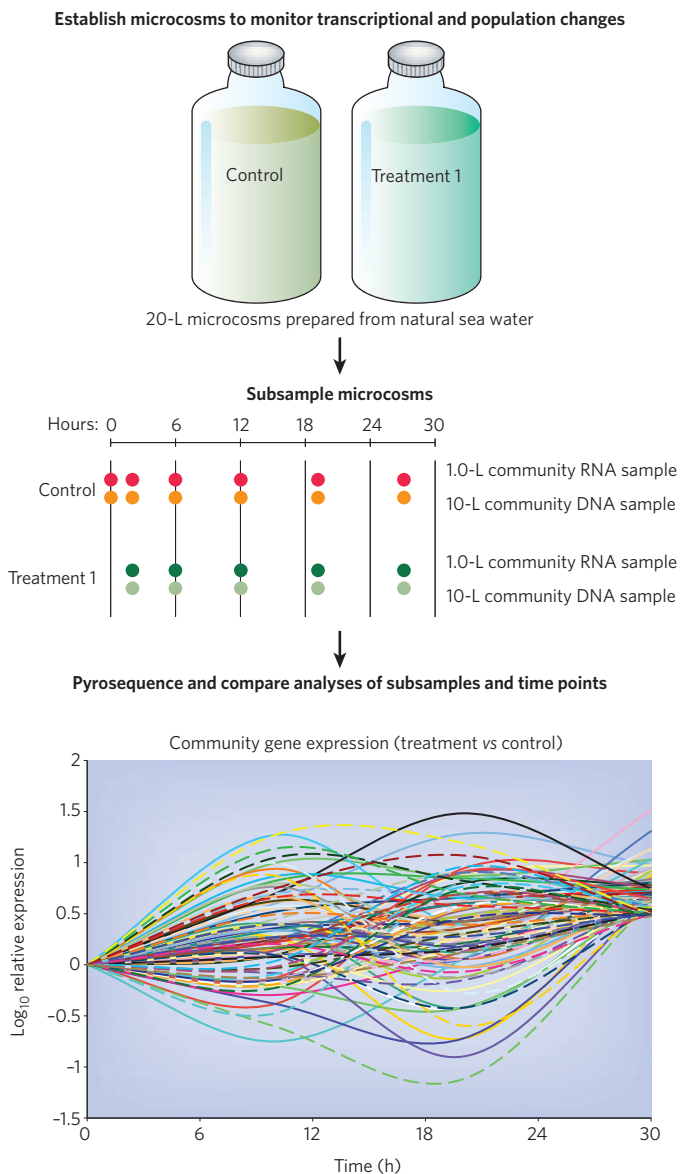 Establish microcosms to monitor transcriptional and population changes
Control
Treatment 1
20-L microcosms prepared from natural sea water
Subsample microcosms
Hours: 0 6 12 18 24 30
Control
1.0-L community RNA sample
10-L community DNA sample
Treatment 1
1.0-L community RNA sample
10-L community DNA sample
Pyrosequence and compare analyses of subsamples and time points
Community gene expression (treatment vs control)
2
1.5
1
0.5
0
–0.5
–1
–1.5
Log₁₀ relative expression
0 6 12 18 24 30
Time (h)